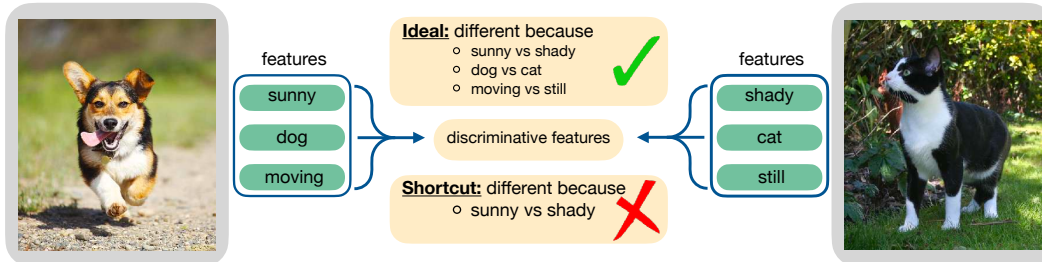 features
sunny
dog
moving
Ideal: different because
sunny vs shady
dog vs cat
moving vs still
discriminative features
Shortcut: different because
sunny vs shady
features
shady
cat
still